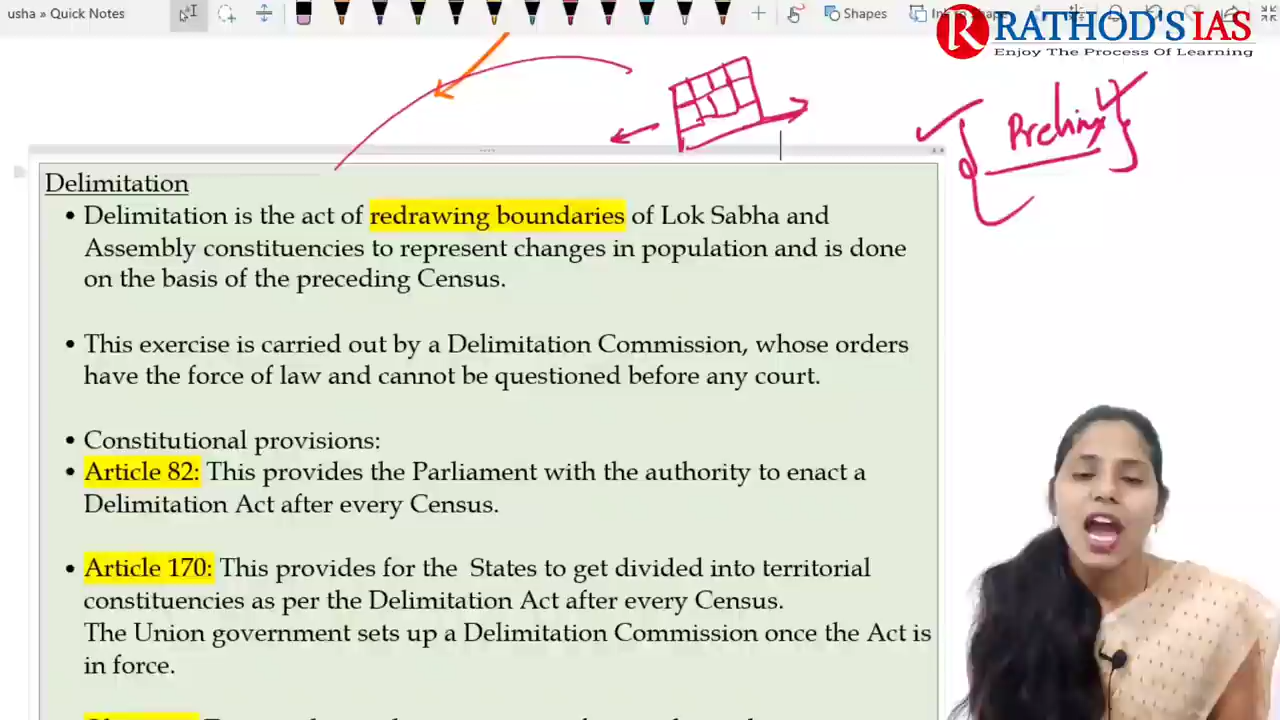 usha » Quick Notes
Shapes
RATHOD'S IAS
Enjoy The Process Of Learning
Prelims
Delimitation
• Delimitation is the act of redrawing boundaries of Lok Sabha and
Assembly constituencies to represent changes in population and is done
on the basis of the preceding Census.
• This exercise is carried out by a Delimitation Commission, whose orders
have the force of law and cannot be questioned before any court.
• Constitutional provisions:
• Article 82: This provides the Parliament with the authority to enact a
Delimitation Act after every Census.
• Article 170: This provides for the States to get divided into territorial
constituencies as per the Delimitation Act after every Census.
The Union government sets up a Delimitation Commission once the Act is
in force.